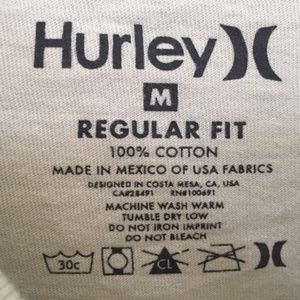 Hurley
M
REGULAR FIT
100% COTTON
MADE IN MEXICO OF USA FABRICS
DESIGNED IN COSTA MESA, CA, USA
CA#28491 RN#100691
MACHINE WASH WARM
TUMBLE DRY LOW
DO NOT IRON IMPRINT
DO NOT BLEACH
30c CL